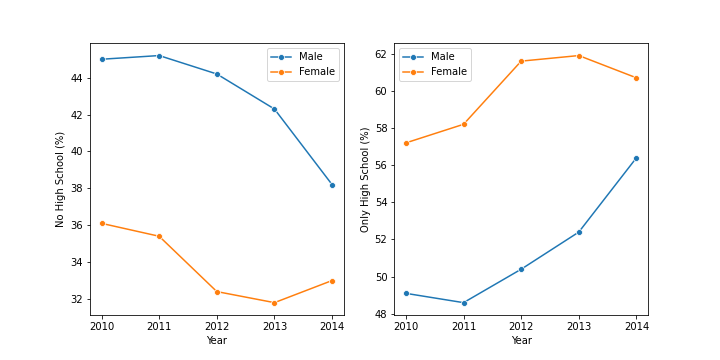 No High School (%)
44
42
40
38
36
34
32
2010 2011 2012 2013 2014
Year
Male
Female
Only High School (%)
62
60
58
56
54
52
50
48
2010 2011 2012 2013 2014
Year
Male
Female